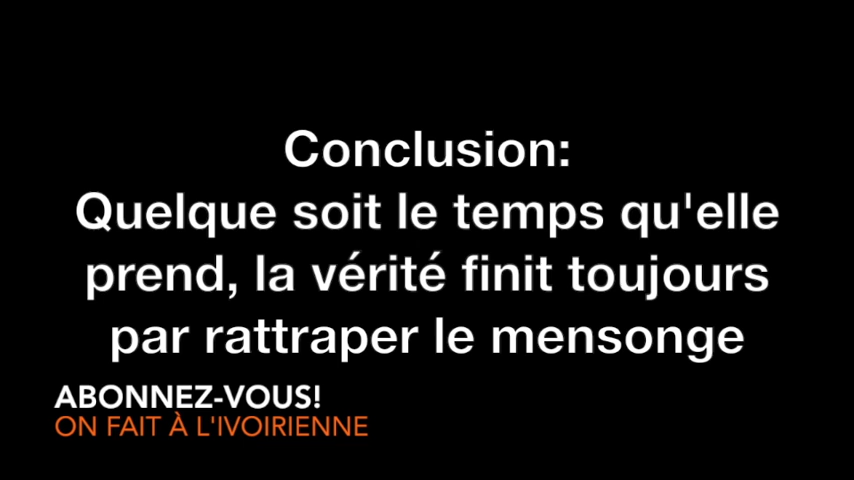 Conclusion:
Quelque soit le temps qu'elle
prend, la vérité finit toujours
par rattraper le mensonge
ABONNEZ-VOUS!
ON FAIT À L'IVOIRIENNE